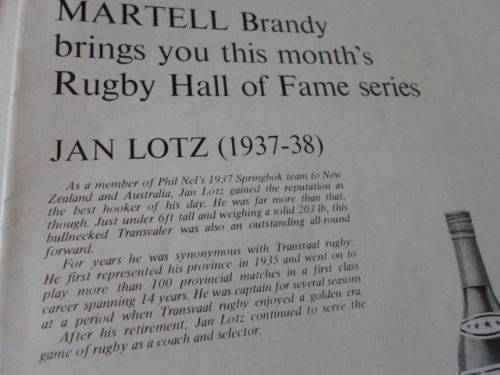 MARTELL Brandy
brings you this month's
Rugby Hall of Fame series
JAN LOTZ (1937-38)
As a member of Phil Nel's 1937 Springbok team to New
Zealand and Australia, Jan Lotz gained the reputation as
the best hooker of his day. He was far more than that,
though. Just under 6ft tall and weighing a solid 203 lb, this
bullnecked Transvaler was also an outstanding all-round
forward.
For years he was synonymous with Transvaal rugby.
He first represented his province in 1935 and went on to
play more than 100 provincial matches in a first class
career spanning 14 years. He was captain for several seasons
at a period when Transvaal rugby enjoyed a golden era.
After his retirement, Jan Lotz continued to serve the
game of rugby as a coach and selector.